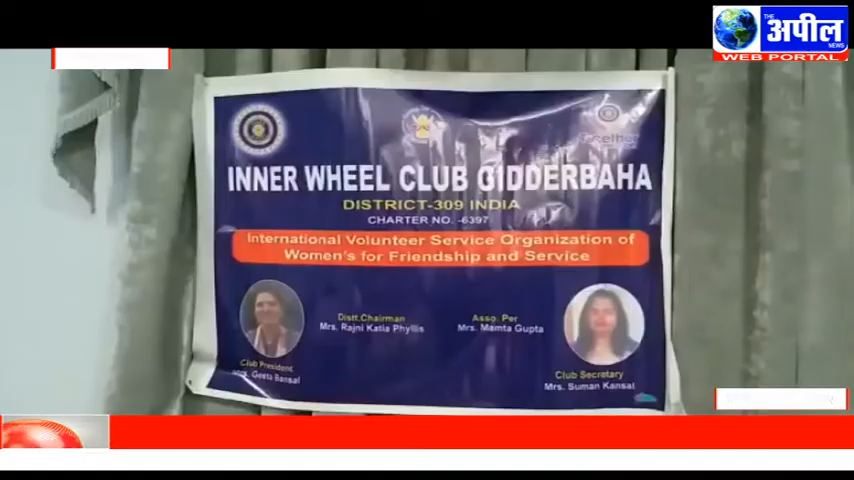 THE
अपील
NEWS
WEB PORTAL
INNER WHEEL CLUB GIDDERBAHA
DISTRICT-309 INDIA
CHARTER NO. -6397
International Volunteer Service Organization of
Women's for Friendship and Service
Distt.Chairman
Mrs. Rajni Katia Phyllis
Asso. Per
Mrs. Mamta Gupta
Club President
Geeta Bansal
Club Secretary
Mrs. Suman Kansal